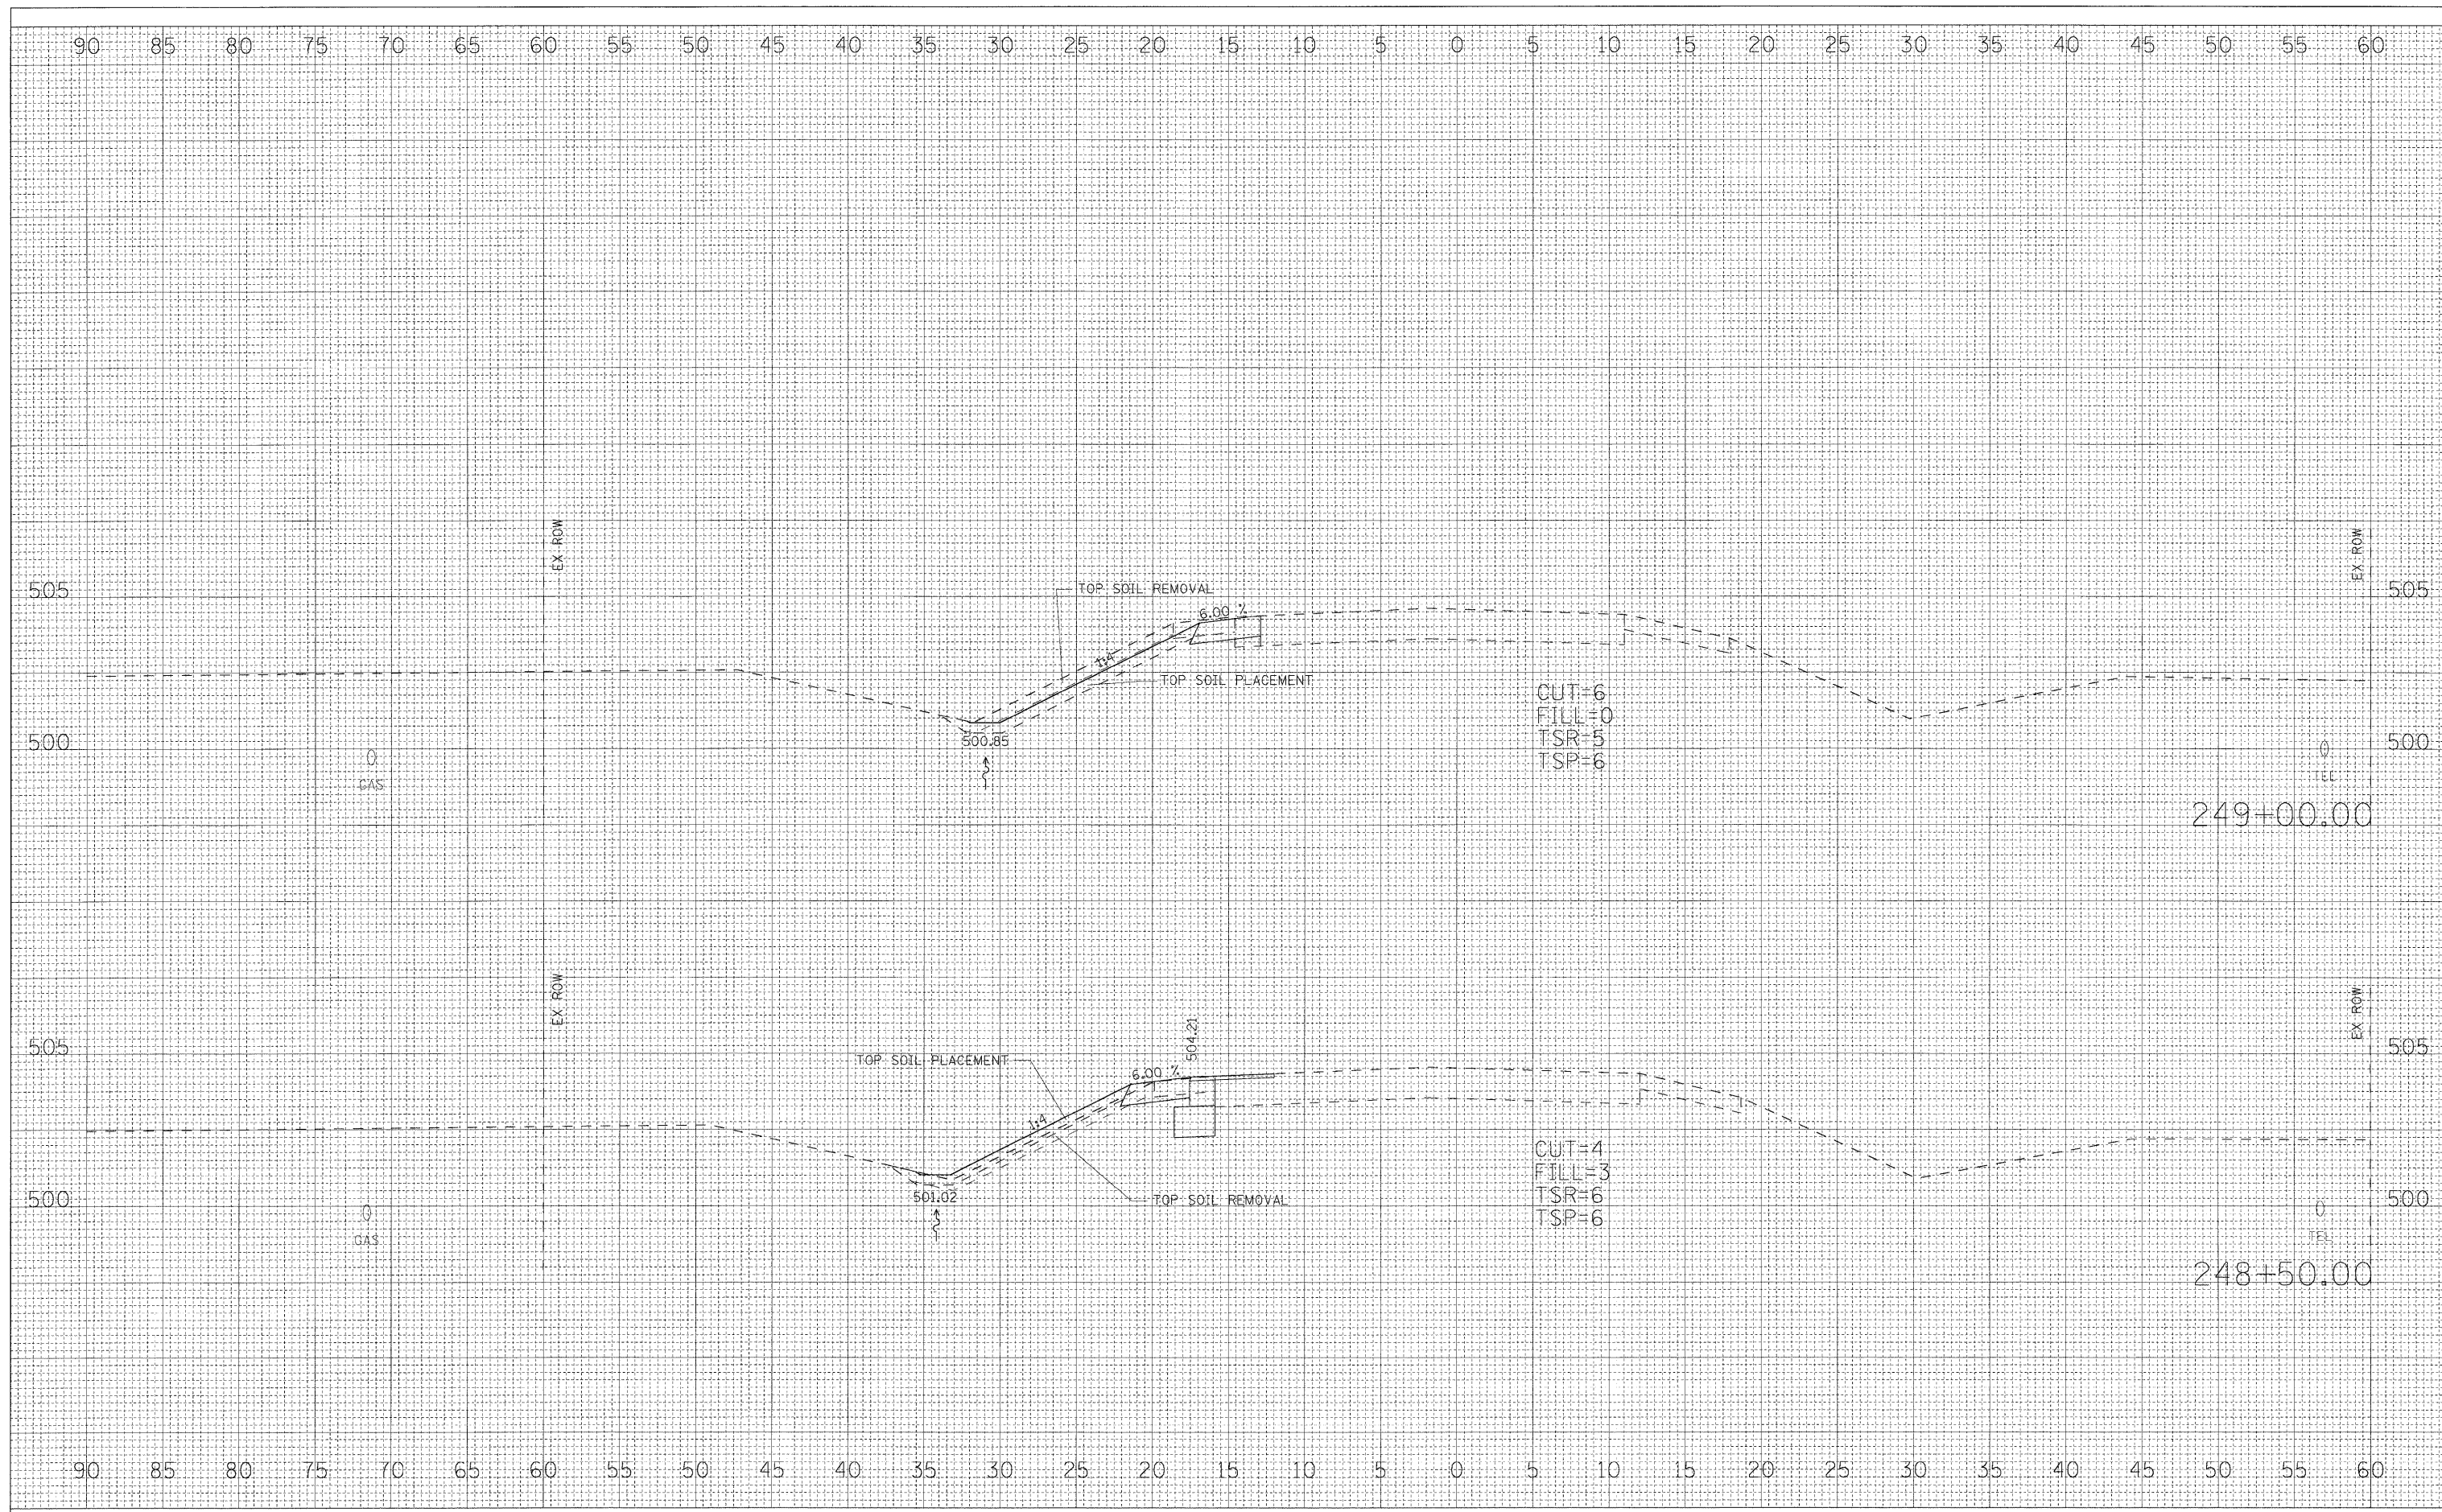 90 85 80 75 70 65 60 55 50 45 40 35 30 25 20 15 10 5 0 5 10 15 20 25 30 35 40 45 50 55 60
EX ROW
EX ROW
505
TOP SOIL REMOVAL
505
6.00 %
1:4
TOP SOIL PLACEMENT
CUT=6
FILL=0
TSR=5
TSP=6
500
500.85
500
GAS
TEL
249+00.00
EX ROW
EX ROW
504.21
505
TOP SOIL PLACEMENT
505
6.00 %
1:4
CUT=4
FILL=3
TSR=6
TSP=6
500
501.02
TOP SOIL REMOVAL
500
GAS
TEL
248+50.00
90 85 80 75 70 65 60 55 50 45 40 35 30 25 20 15 10 5 0 5 10 15 20 25 30 35 40 45 50 55 60